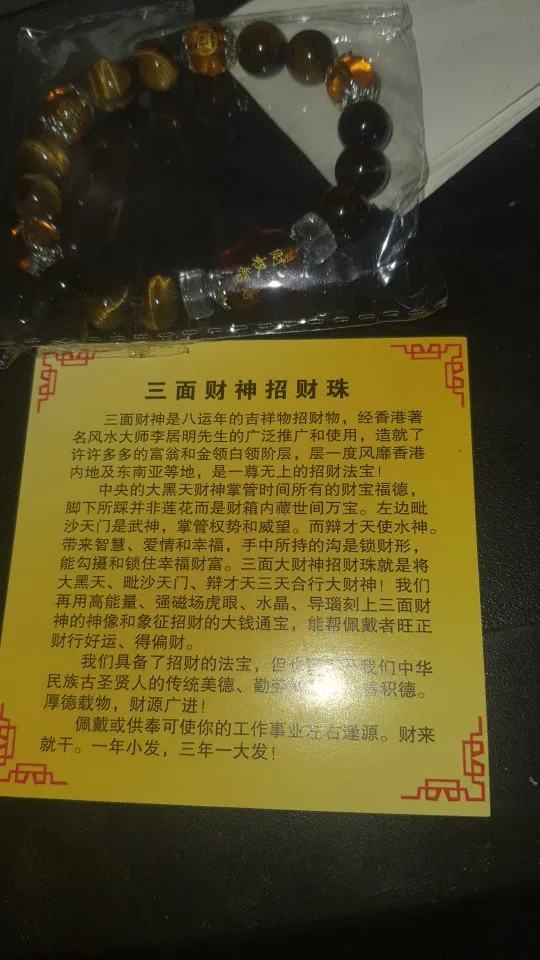 三面财神招财珠
三面财神是八运年的吉祥物招财物，经香港著
名风水大师李居明先生的广泛推广和使用，造就了
许许多多的富翁和金领白领阶层，层一度风靡香港
内地及东南亚等地，是一尊无上的招财法宝！
中央的大黑天财神掌管时间所有的财宝福德，
脚下所踩并非莲花而是财箱内藏世间万宝。左边毗
沙天门是武神，掌管权势和威望。而辩才天使水神。
带来智慧、爱情和幸福，手中所持的沟是锁财形，
能勾摄和锁住幸福财富。三面大财神招财珠就是将
大黑天、毗沙天门、辩才天三天合行大财神！我们
再用高能量、强磁场虎眼、水晶、导瑙刻上三面财
神的神像和象征招财的大钱通宝，能帮佩戴者旺正
财行好运、得偏财。
我们具备了招财的法宝，但也 我们中华
民族古圣贤人的传统美德、勤 积德。
厚德载物，财源广进！
佩戴或供奉可使你的工作事业左右逢源。财来
就干。一年小发，三年一大发！